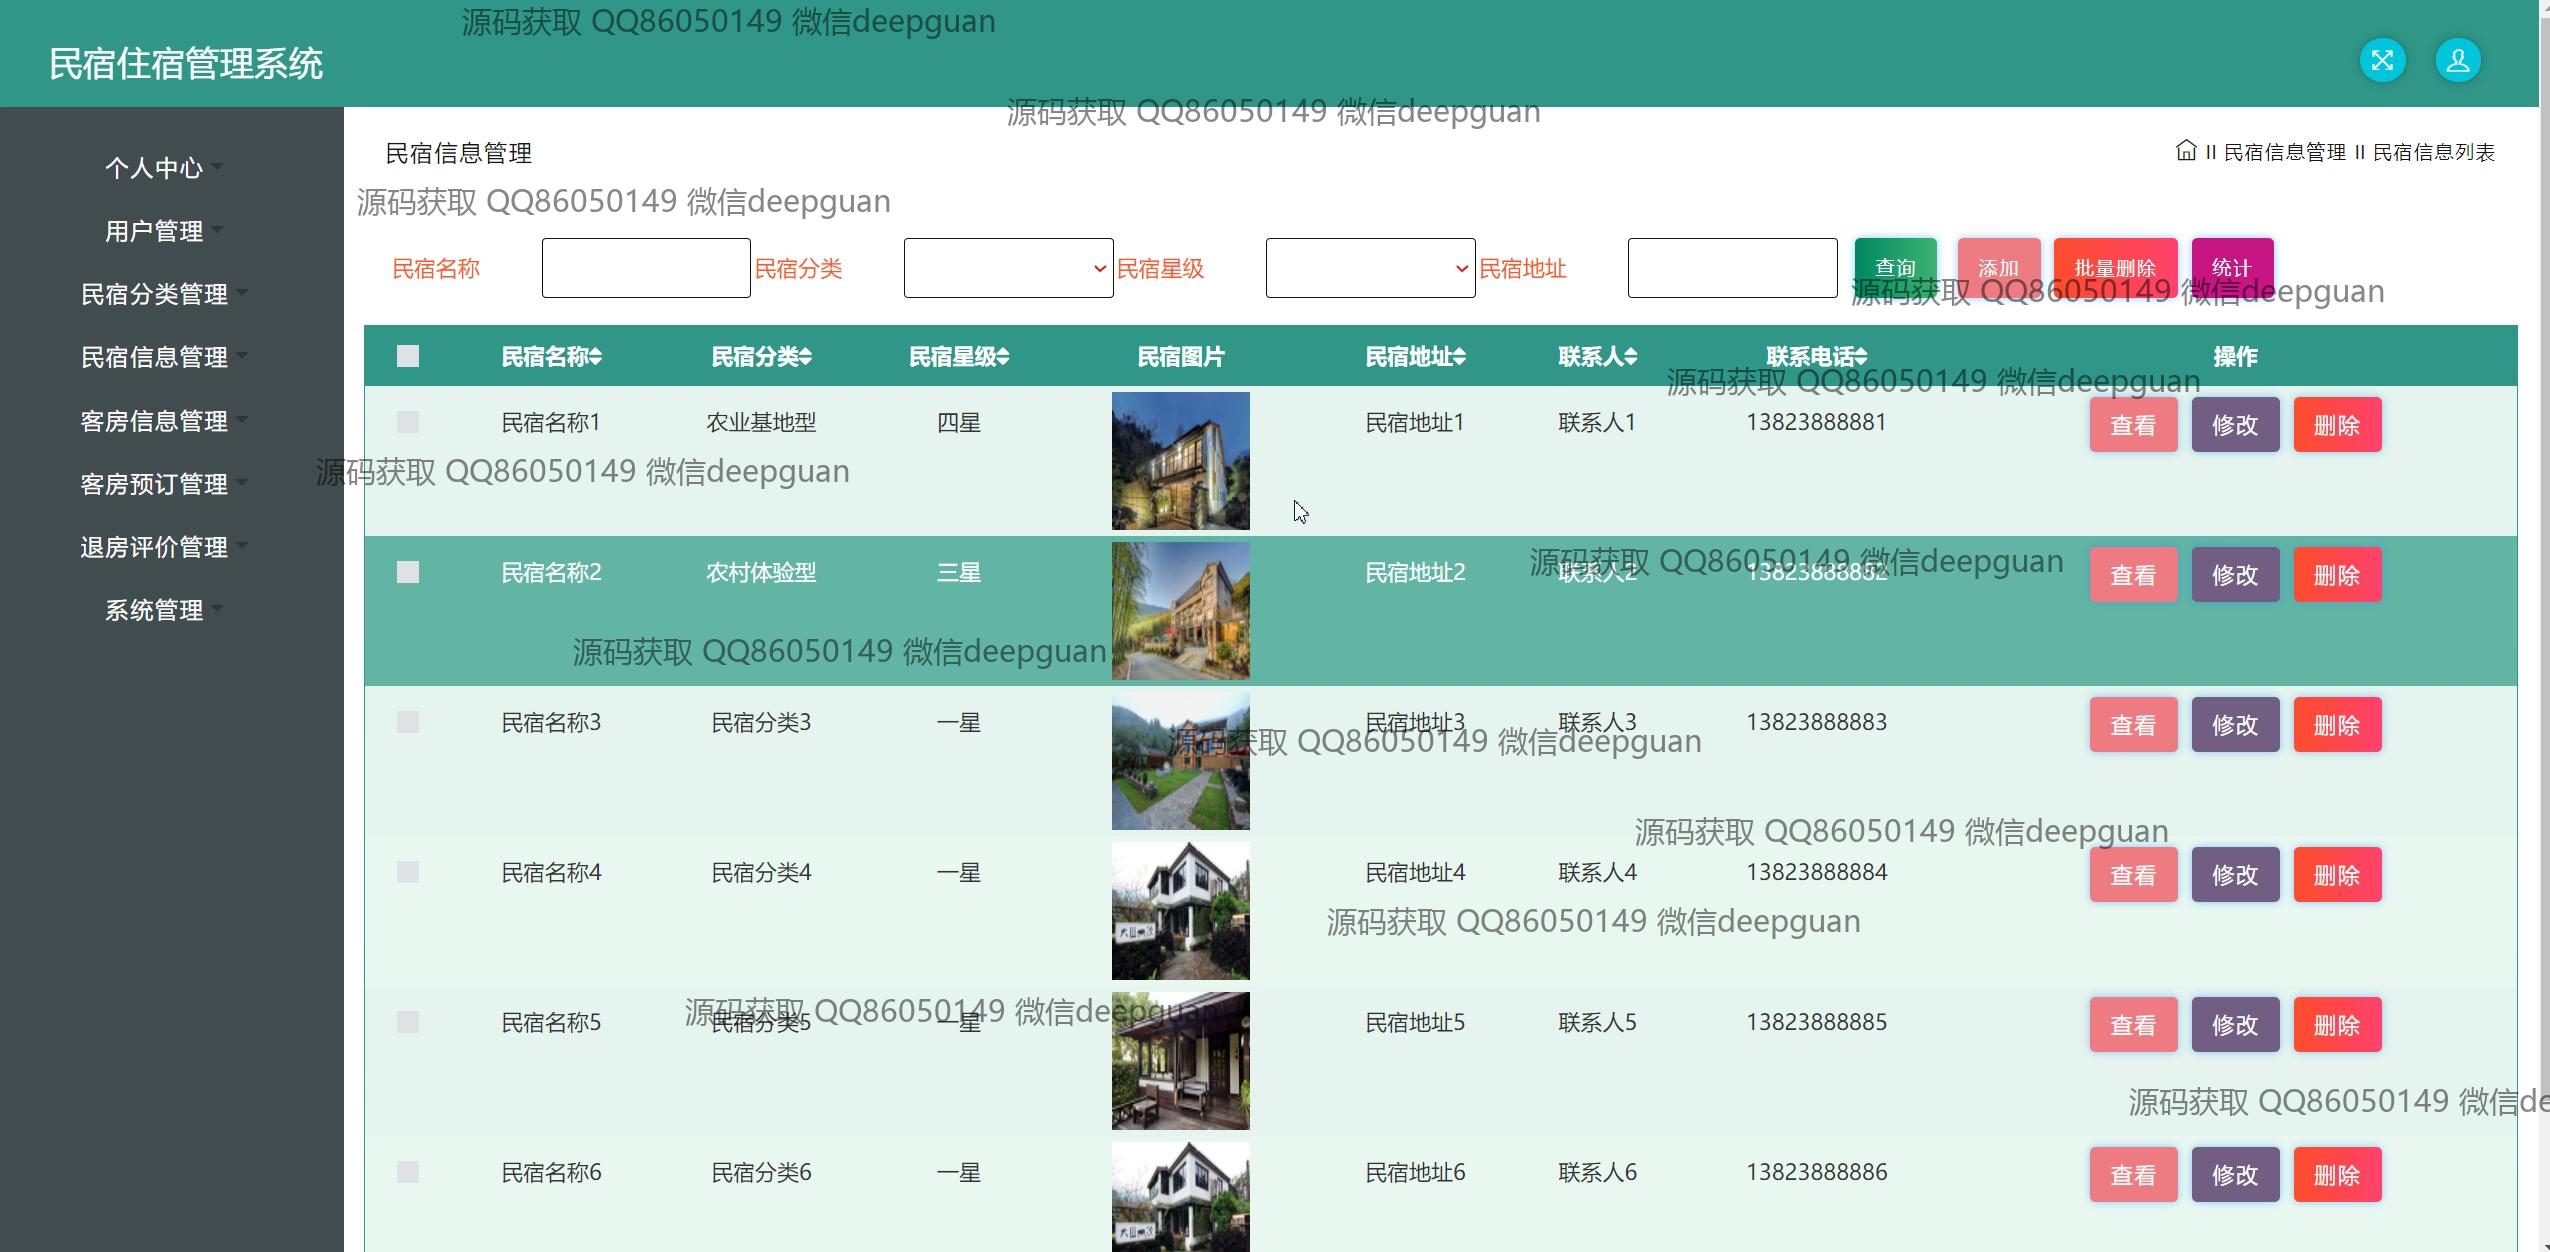 源码获取 QQ86050149 微信deepguan
民宿住宿管理系统
源码获取 QQ86050149 微信deepguan
民宿信息管理
民宿信息管理 民宿信息列表
个人中心
源码获取 QQ86050149 微信deepguan
用户管理
民宿名称 民宿分类 民宿星级 民宿地址 查询 添加 批量删除 统计
源码获取 QQ86050149 微信deepguan
民宿分类管理
民宿名称 民宿分类 民宿星级 民宿图片 民宿地址 联系人 联系电话 操作
民宿信息管理
源码获取 QQ86050149 微信deepguan
民宿名称1 农业基地型 四星 民宿地址1 联系人1 13823888881 查看 修改 删除
客房信息管理
源码获取 QQ86050149 微信deepguan
客房预订管理
退房评价管理
源码获取 QQ86050149 微信deepguan
民宿名称2 农村体验型 三星 民宿地址2 联系人2 13823888882 查看 修改 删除
系统管理
源码获取 QQ86050149 微信deepguan
民宿名称3 民宿分类3 一星 民宿地址3 联系人3 13823888883 查看 修改 删除
源码获取 QQ86050149 微信deepguan
源码获取 QQ86050149 微信deepguan
民宿名称4 民宿分类4 一星 民宿地址4 联系人4 13823888884 查看 修改 删除
源码获取 QQ86050149 微信deepguan
源码获取 QQ86050149 微信deepguan
民宿名称5 民宿分类5 一星 民宿地址5 联系人5 13823888885 查看 修改 删除
源码获取 QQ86050149 微信de
民宿名称6 民宿分类6 一星 民宿地址6 联系人6 13823888886 查看 修改 删除